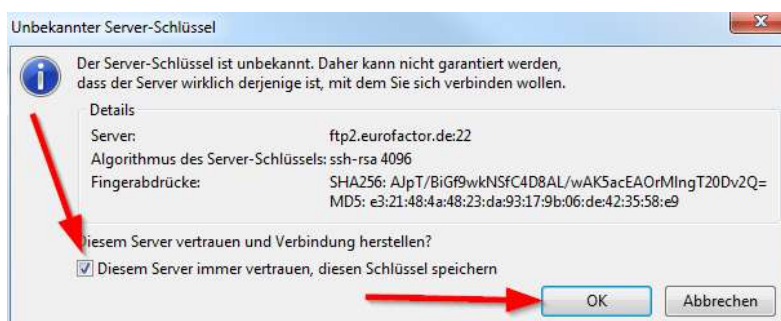 Unbekannter Server-Schlüssel
Der Server-Schlüssel ist unbekannt. Daher kann nicht garantiert werden,
dass der Server wirklich derjenige ist, mit dem Sie sich verbinden wollen.
Details
Server: ftp2.eurofactor.de:22
Algorithmus des Server-Schlüssels: ssh-rsa 4096
Fingerabdrücke: SHA256: AJpT/BiGf9wkNSfC4D8AL/wAK5acEAOrMIngT20Dv2Q=
MD5: e3:21:48:4a:48:23:da:93:17:9b:06:de:42:35:58:e9
Diesem Server vertrauen und Verbindung herstellen?
Diesem Server immer vertrauen, diesen Schlüssel speichern
OK Abbrechen